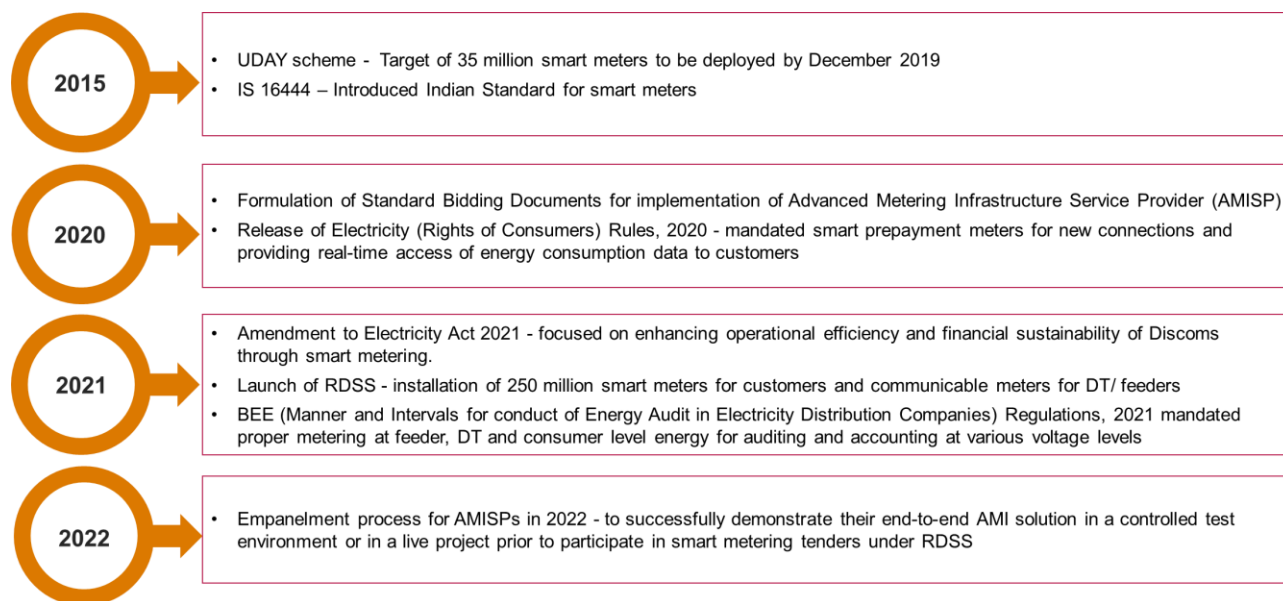 2015
• UDAY scheme - Target of 35 million smart meters to be deployed by December 2019
• IS 16444 – Introduced Indian Standard for smart meters
2020
• Formulation of Standard Bidding Documents for implementation of Advanced Metering Infrastructure Service Provider (AMISP)
• Release of Electricity (Rights of Consumers) Rules, 2020 - mandated smart prepayment meters for new connections and
providing real-time access of energy consumption data to customers
2021
• Amendment to Electricity Act 2021 - focused on enhancing operational efficiency and financial sustainability of Discoms
through smart metering.
• Launch of RDSS - installation of 250 million smart meters for customers and communicable meters for DT/ feeders
• BEE (Manner and Intervals for conduct of Energy Audit in Electricity Distribution Companies) Regulations, 2021 mandated
proper metering at feeder, DT and consumer level energy for auditing and accounting at various voltage levels
2022
• Empanelment process for AMISPs in 2022 - to successfully demonstrate their end-to-end AMI solution in a controlled test
environment or in a live project prior to participate in smart metering tenders under RDSS